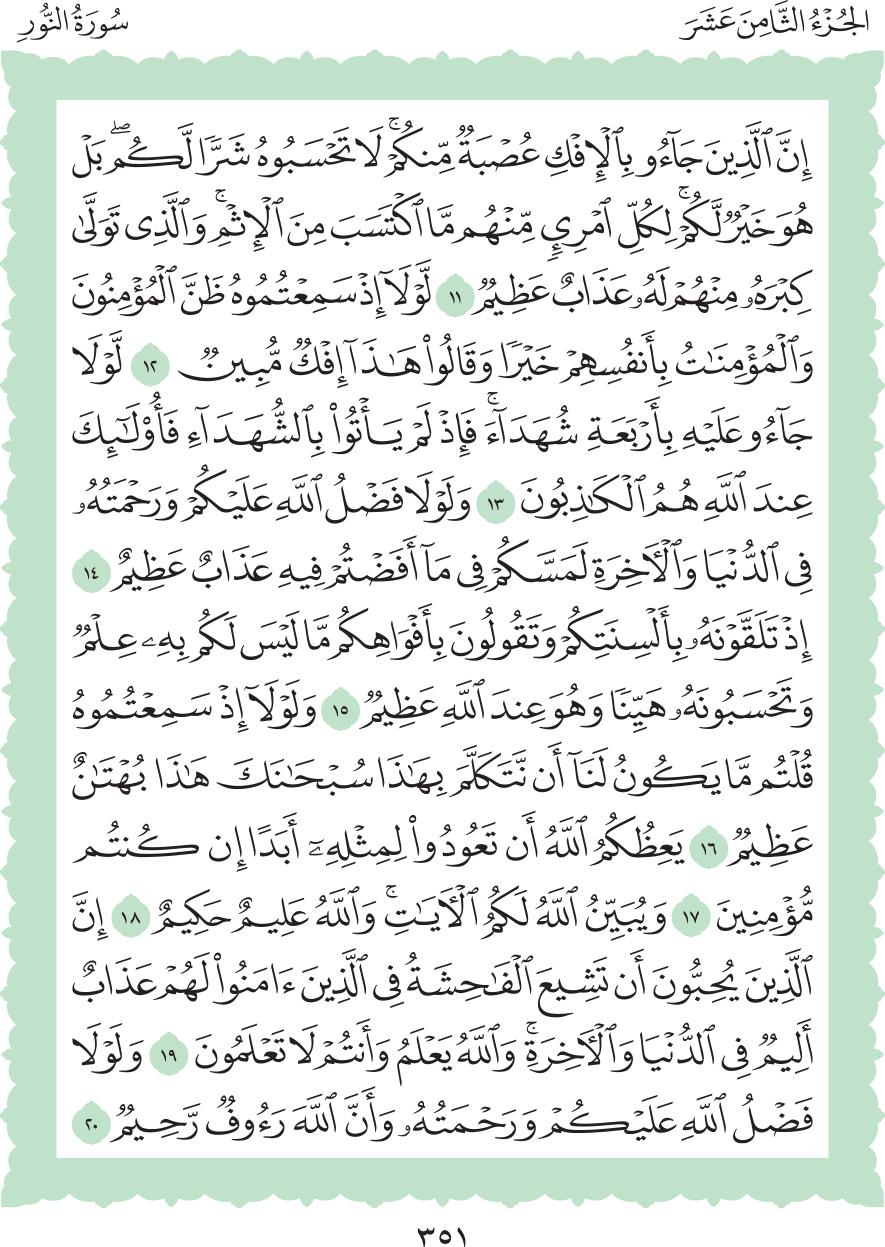 الجُزْءُ الثَّامِنَ عَشَرَ
سُورَةُ النُّورِ
إِنَّ ٱلَّذِينَ جَآءُو بِٱلْإِفْكِ عُصْبَةٌ مِّنكُمْ ۚ لَا تَحْسَبُوهُ شَرًّا لَّكُم ۖ بَلْ
هُوَ خَيْرٌ لَّكُمْ ۚ لِكُلِّ ٱمْرِئٍ مِّنْهُم مَّا ٱكْتَسَبَ مِنَ ٱلْإِثْمِ ۚ وَٱلَّذِى تَوَلَّىٰ
كِبْرَهُۥ مِنْهُمْ لَهُۥ عَذَابٌ عَظِيمٌ ١١ لَّوْلَآ إِذْ سَمِعْتُمُوهُ ظَنَّ ٱلْمُؤْمِنُونَ
وَٱلْمُؤْمِنَٰتُ بِأَنفُسِهِمْ خَيْرًا وَقَالُوا۟ هَٰذَآ إِفْكٌ مُّبِينٌ ١٢ لَّوْلَا
جَآءُو عَلَيْهِ بِأَرْبَعَةِ شُهَدَآءَ ۚ فَإِذْ لَمْ يَأْتُوا۟ بِٱلشُّهَدَآءِ فَأُو۟لَٰٓئِكَ
عِندَ ٱللَّهِ هُمُ ٱلْكَٰذِبُونَ ١٣ وَلَوْلَا فَضْلُ ٱللَّهِ عَلَيْكُمْ وَرَحْمَتُهُۥ
فِى ٱلدُّنْيَا وَٱلْءَاخِرَةِ لَمَسَّكُمْ فِى مَآ أَفَضْتُمْ فِيهِ عَذَابٌ عَظِيمٌ ١٤
إِذْ تَلَقَّوْنَهُۥ بِأَلْسِنَتِكُمْ وَتَقُولُونَ بِأَفْوَاهِكُم مَّا لَيْسَ لَكُم بِهِۦ عِلْمٌ
وَتَحْسَبُونَهُۥ هَيِّنًا وَهُوَ عِندَ ٱللَّهِ عَظِيمٌ ١٥ وَلَوْلَآ إِذْ سَمِعْتُمُوهُ
قُلْتُم مَّا يَكُونُ لَنَآ أَن نَّتَكَلَّمَ بِهَٰذَا سُبْحَٰنَكَ هَٰذَا بُهْتَٰنٌ
عَظِيمٌ ١٦ يَعِظُكُمُ ٱللَّهُ أَن تَعُودُوا۟ لِمِثْلِهِۦٓ أَبَدًا إِن كُنتُم
مُّؤْمِنِينَ ١٧ وَيُبَيِّنُ ٱللَّهُ لَكُمُ ٱلْءَايَٰتِ ۚ وَٱللَّهُ عَلِيمٌ حَكِيمٌ ١٨ إِنَّ
ٱلَّذِينَ يُحِبُّونَ أَن تَشِيعَ ٱلْفَٰحِشَةُ فِى ٱلَّذِينَ ءَامَنُوا۟ لَهُمْ عَذَابٌ
أَلِيمٌ فِى ٱلدُّنْيَا وَٱلْءَاخِرَةِ ۚ وَٱللَّهُ يَعْلَمُ وَأَنتُمْ لَا تَعْلَمُونَ ١٩ وَلَوْلَا
فَضْلُ ٱللَّهِ عَلَيْكُمْ وَرَحْمَتُهُۥ وَأَنَّ ٱللَّهَ رَءُوفٌ رَّحِيمٌ ٢٠
٣٥١